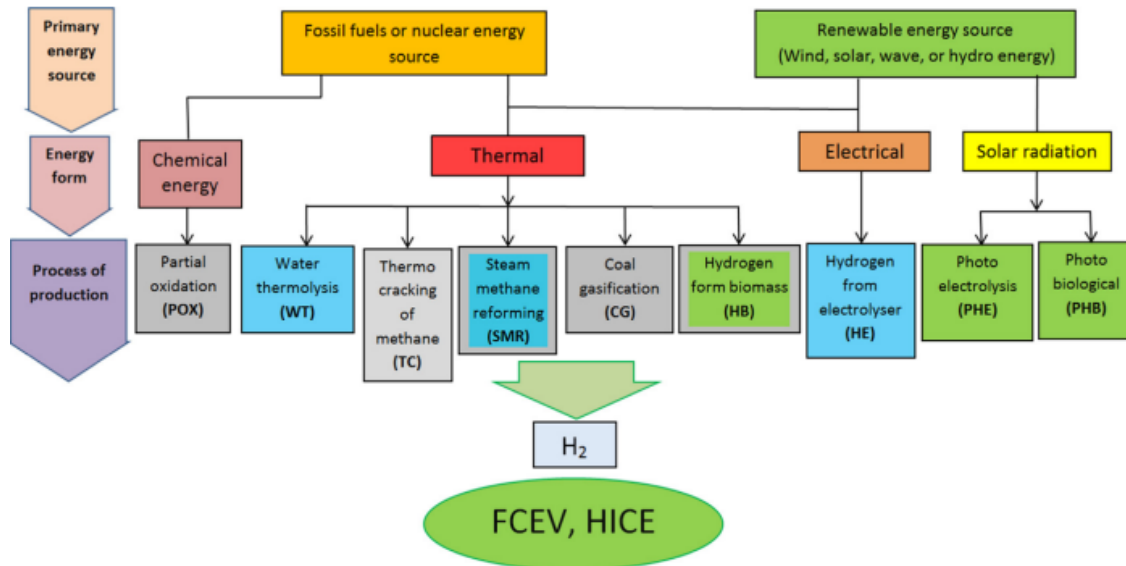 Primary
energy
source
Fossil fuels or nuclear energy
source
Renewable energy source
(Wind, solar, wave, or hydro energy)
Energy
form
Chemical
energy
Thermal
Electrical
Solar radiation
Process of
production
Partial
oxidation
(POX)
Water
thermolysis
(WT)
Thermo
cracking
of
methane
(TC)
Steam
methane
reforming
(SMR)
Coal
gasification
(CG)
Hydrogen
form biomass
(HB)
Hydrogen
from
electrolyser
(HE)
Photo
electrolysis
(PHE)
Photo
biological
(PHB)
H₂
FCEV, HICE